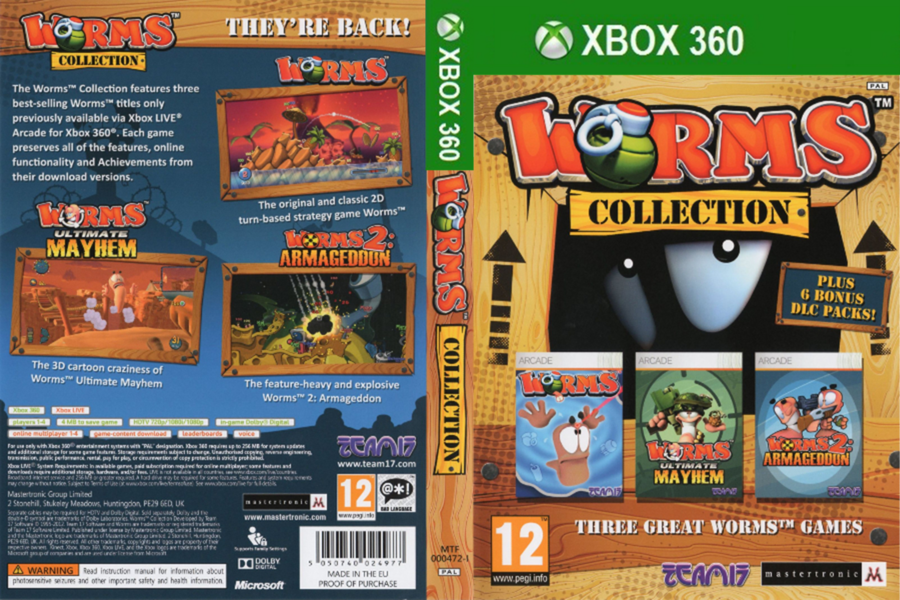 WORMS™
COLLECTION
THEY'RE BACK!
The Worms™ Collection features three
best-selling Worms™ titles only
previously available via Xbox LIVE®
Arcade for Xbox 360®. Each game
preserves all of the features, online
functionality and Achievements from
their download versions.
WORMS
The original and classic 2D
turn-based strategy game Worms™
WORMS
ULTIMATE
MAYHEM
The 3D cartoon craziness of
Worms™ Ultimate Mayhem
WORMS 2:
ARMAGEDDON
The feature-heavy and explosive
Worms™ 2: Armageddon
Xbox 360
Xbox LIVE
players 1-4
4 MB to save game
HDTV 720p/1080i/1080p
in-game Dolby® Digital
online multiplayer 1-4
game-content download
leaderboards
voice
Mastertronic Group Limited
2 Stonehill, Stukeley Meadows, Huntingdon, PE29 6ED, UK
TEAM17
www.team17.com
12
www.pegi.info
@*!
BAD LANGUAGE
mastertronic M
www.mastertronic.com
Supports Family Settings
DOLBY
DIGITAL
Microsoft
WARNING Read instruction manual for information about
photosensitive seizures and other important safety and health information.
5 050740 024977
MADE IN THE EU
PROOF OF PURCHASE
XBOX 360
WORMS
COLLECTION
MTF
000472-I
PAL
XBOX 360
PAL
WORMS™
COLLECTION
PLUS
6 BONUS
DLC PACKS!
ARCADE
WORMS
TEAM17
ARCADE
WORMS
ULTIMATE
MAYHEM
TEAM17
ARCADE
WORMS 2:
ARMAGEDDON
TEAM17
THREE GREAT WORMS™ GAMES
12
www.pegi.info
TEAM17
mastertronic M